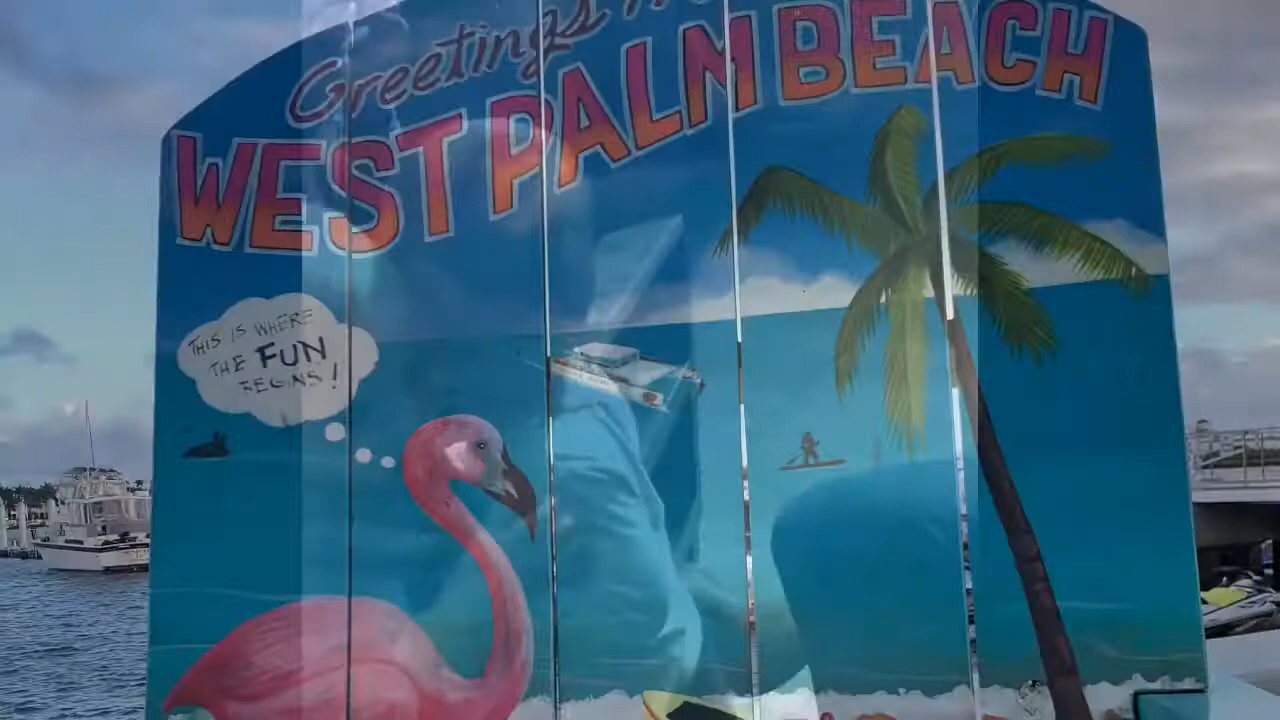 Greetings
WEST PALM BEACH
THIS IS WHERE
THE FUN
BEGINS!